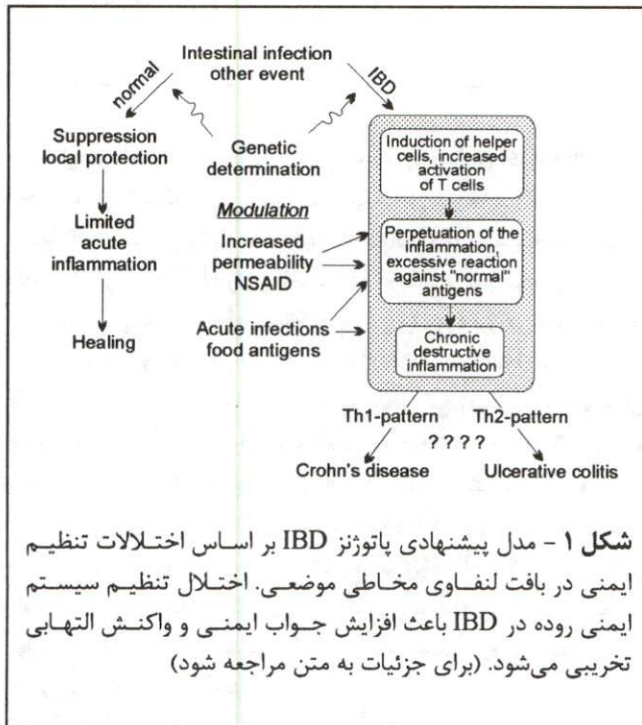 Intestinal infection
other event
normal
IBD
Suppression
local protection
Genetic
determination
Induction of helper
cells, increased
activation
of T cells
Modulation
Limited
acute
inflammation
Increased
permeability
NSAID
Perpetuation of the
inflammation,
excessive reaction
against "normal"
antigens
Healing
Acute infections
food antigens
Chronic
destructive
inflammation
Th1-pattern
Th2-pattern
? ? ? ?
Crohn's disease
Ulcerative colitis
شکل ۱ - مدل پیشنهادی پاتوژنز IBD بر اساس اختلالات تنظیم
ایمنی در بافت لنفاوی مخاطی موضعی. اختلال تنظیم سیستم
ایمنی روده در IBD باعث افزایش جواب ایمنی و واکنش التهابی
تخریبی می‌شود. (برای جزئیات به متن مراجعه شود)